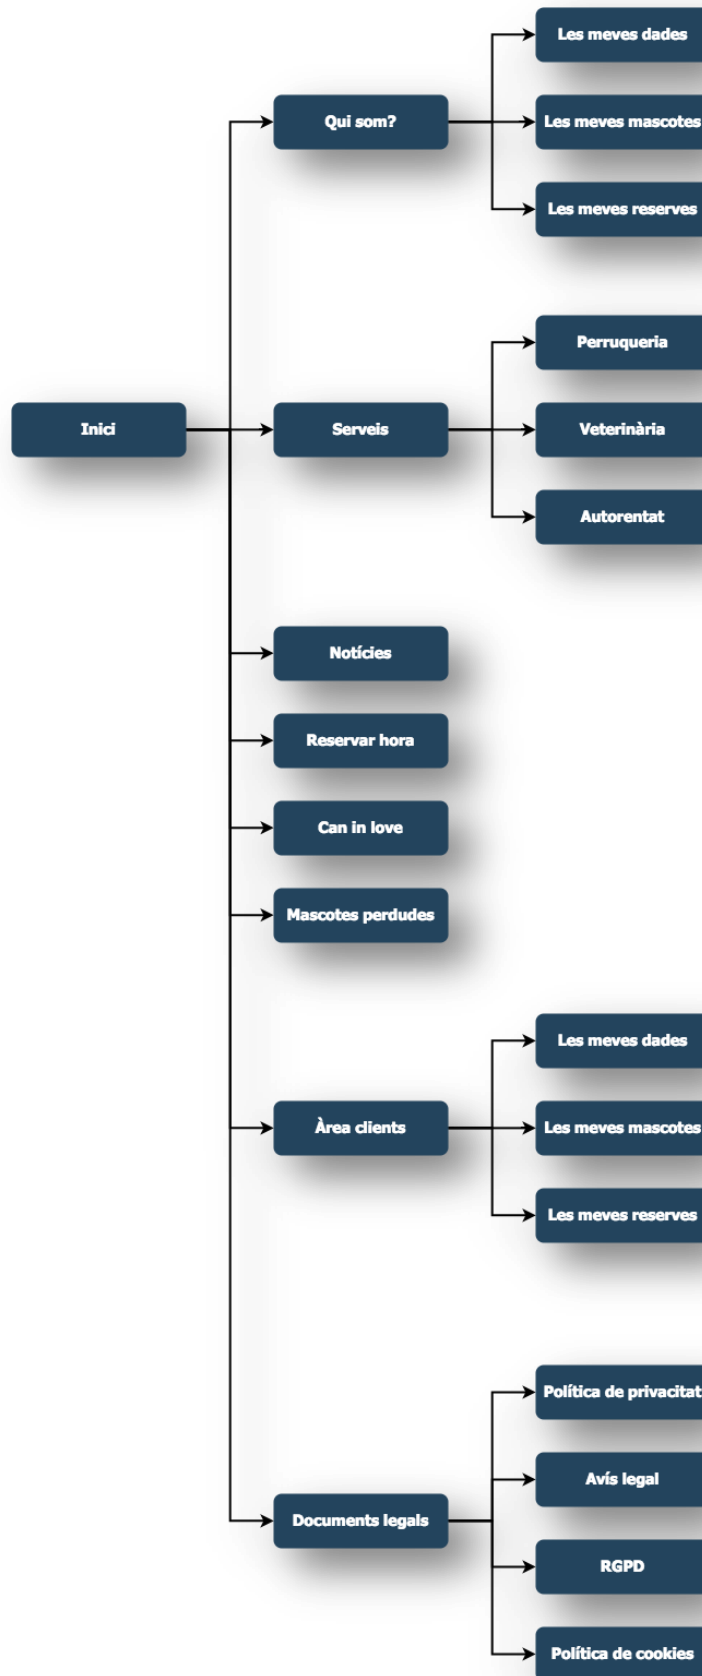 Les meves dades
Qui som?
Les meves mascotes
Les meves reserves
Perruqueria
Inici
Serveis
Veterinària
Autorentat
Notícies
Reservar hora
Can in love
Mascotes perdudes
Les meves dades
Àrea clients
Les meves mascotes
Les meves reserves
Política de privacitat
Avís legal
Documents legals
RGPD
Política de cookies